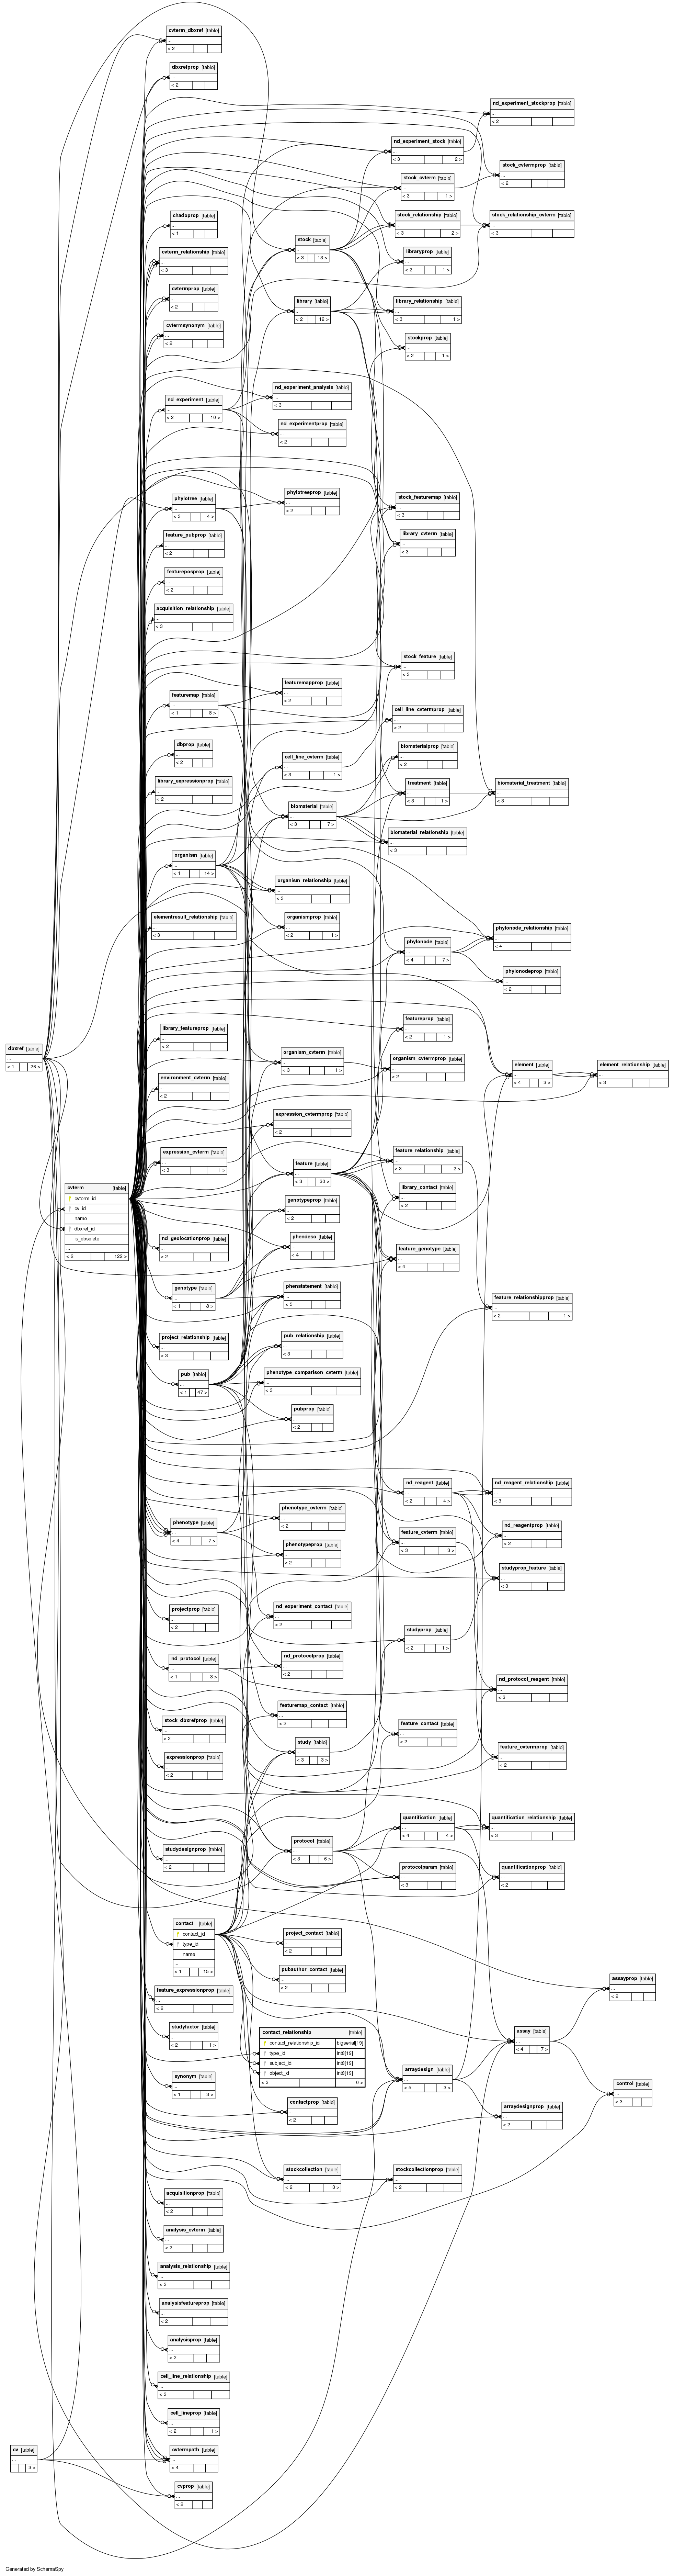 cvterm_dbxref [table]
...
< 2
dbxrefprop [table]
...
< 2
nd_experiment_stockprop [table]
...
< 2
nd_experiment_stock [table]
...
< 3 2 >
stock_cvtermprop [table]
...
< 2
stock_cvterm [table]
...
< 3 1 >
chadoprop [table]
...
< 1
stock_relationship [table]
...
< 3 2 >
stock_relationship_cvterm [table]
...
< 3
stock [table]
...
< 3 13 >
cvterm_relationship [table]
...
< 3
libraryprop [table]
...
< 2 1 >
cvtermprop [table]
...
< 2
library [table]
...
< 2 12 >
library_relationship [table]
...
< 3 1 >
cvtermsynonym [table]
...
< 2
stockprop [table]
...
< 2 1 >
nd_experiment_analysis [table]
...
< 3
nd_experiment [table]
...
< 2 10 >
nd_experimentprop [table]
...
< 2
phylotreeprop [table]
...
< 2
phylotree [table]
...
< 3 4 >
stock_featuremap [table]
...
< 3
feature_pubprop [table]
...
< 2
library_cvterm [table]
...
< 3
featureposprop [table]
...
< 2
acquisition_relationship [table]
...
< 3
stock_feature [table]
...
< 3
featuremapprop [table]
...
< 2
featuremap [table]
...
< 1 8 >
cell_line_cvtermprop [table]
...
< 2
dbprop [table]
...
< 2
biomaterialprop [table]
...
< 2
cell_line_cvterm [table]
...
< 3 1 >
library_expressionprop [table]
...
< 2
treatment [table]
...
< 3 1 >
biomaterial_treatment [table]
...
< 3
biomaterial [table]
...
< 3 7 >
biomaterial_relationship [table]
...
< 3
organism [table]
...
< 1 14 >
organism_relationship [table]
...
< 3
elementresult_relationship [table]
...
< 3
organismprop [table]
...
< 2 1 >
phylonode_relationship [table]
...
< 4
phylonode [table]
...
< 4 7 >
phylonodeprop [table]
...
< 2
featureprop [table]
...
< 2 1 >
library_featureprop [table]
...
< 2
dbxref [table]
...
< 1 26 >
organism_cvterm [table]
...
< 3 1 >
organism_cvtermprop [table]
...
< 2
element [table]
...
< 4 3 >
element_relationship [table]
...
< 3
environment_cvterm [table]
...
< 2
expression_cvtermprop [table]
...
< 2
expression_cvterm [table]
...
< 3 1 >
feature_relationship [table]
...
< 3 2 >
feature [table]
...
< 3 30 >
cvterm [table]
cvterm_id
cv_id
name
dbxref_id
is_obsolete
...
< 2 122 >
library_contact [table]
...
< 2
genotypeprop [table]
...
< 2
nd_geolocationprop [table]
...
< 2
phendesc [table]
...
< 4
feature_genotype [table]
...
< 4
genotype [table]
...
< 1 8 >
phenstatement [table]
...
< 5
feature_relationshipprop [table]
...
< 2 1 >
project_relationship [table]
...
< 3
pub_relationship [table]
...
< 3
pub [table]
...
< 1 47 >
phenotype_comparison_cvterm [table]
...
< 3
pubprop [table]
...
< 2
nd_reagent [table]
...
< 2 4 >
nd_reagent_relationship [table]
...
< 3
phenotype_cvterm [table]
...
< 2
phenotype [table]
...
< 4 7 >
nd_reagentprop [table]
...
< 2
feature_cvterm [table]
...
< 3 3 >
phenotypeprop [table]
...
< 2
studyprop_feature [table]
...
< 3
projectprop [table]
...
< 2
nd_experiment_contact [table]
...
< 2
studyprop [table]
...
< 2 1 >
nd_protocol [table]
...
< 1 3 >
nd_protocolprop [table]
...
< 2
nd_protocol_reagent [table]
...
< 3
featuremap_contact [table]
...
< 2
stock_dbxrefprop [table]
...
< 2
feature_contact [table]
...
< 2
study [table]
...
< 3 3 >
feature_cvtermprop [table]
...
< 2
expressionprop [table]
...
< 2
quantification [table]
...
< 4 4 >
quantification_relationship [table]
...
< 3
protocol [table]
...
< 3 6 >
studydesignprop [table]
...
< 2
protocolparam [table]
...
< 3
quantificationprop [table]
...
< 2
contact [table]
contact_id
type_id
name
...
< 1 15 >
project_contact [table]
...
< 2
pubauthor_contact [table]
...
< 2
assayprop [table]
...
< 2
feature_expressionprop [table]
...
< 2
studyfactor [table]
...
< 2 1 >
contact_relationship [table]
contact_relationship_id bigserial[19]
type_id int8[19]
subject_id int8[19]
object_id int8[19]
< 3 0 >
assay [table]
...
< 4 7 >
synonym [table]
...
< 1 3 >
arraydesign [table]
...
< 5 3 >
control [table]
...
< 3
contactprop [table]
...
< 2
arraydesignprop [table]
...
< 2
stockcollection [table]
...
< 2 3 >
stockcollectionprop [table]
...
< 2
acquisitionprop [table]
...
< 2
analysis_cvterm [table]
...
< 2
analysis_relationship [table]
...
< 3
analysisfeatureprop [table]
...
< 2
analysisprop [table]
...
< 2
cell_line_relationship [table]
...
< 3
cell_lineprop [table]
...
< 2 1 >
cv [table]
...
3 >
cvtermpath [table]
...
< 4
cvprop [table]
...
< 2
Generated by SchemaSpy